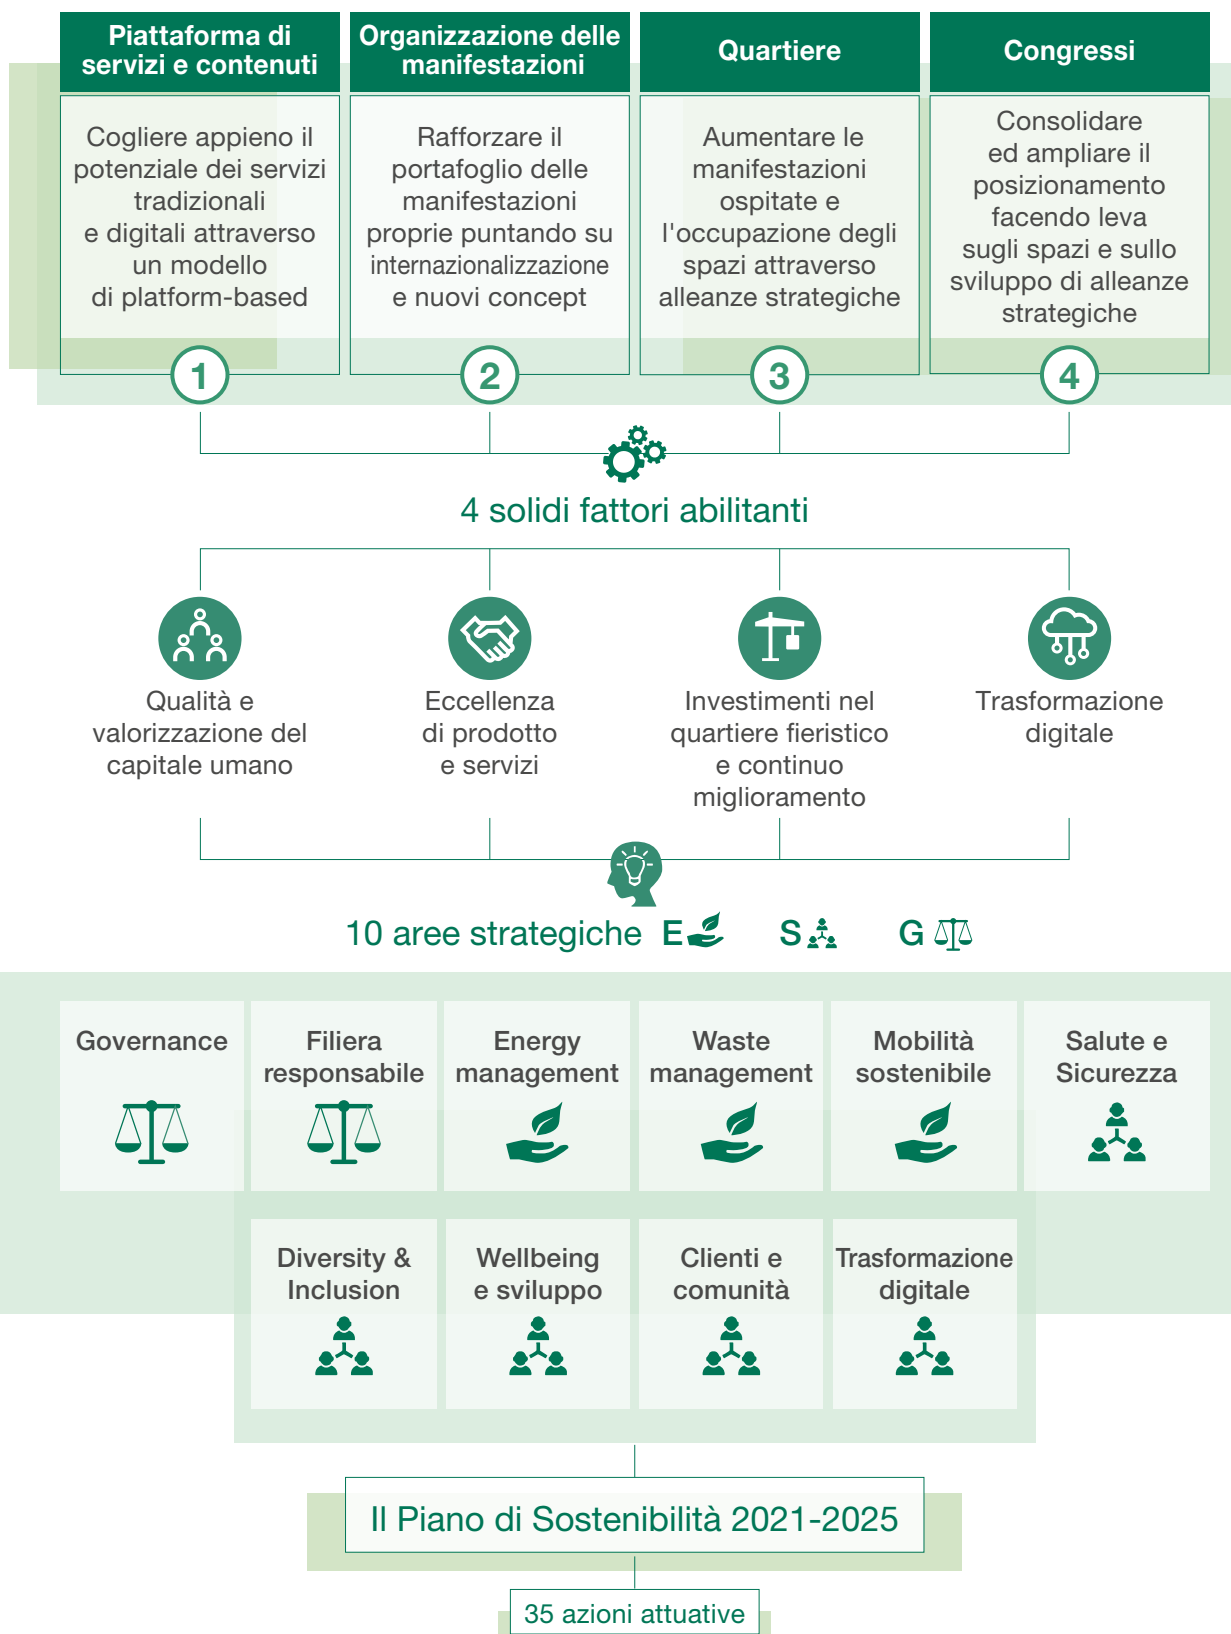 Piattaforma di
servizi e contenuti
Cogliere appieno il
potenziale dei servizi
tradizionali
e digitali attraverso
un modello
di platform-based
1
Organizzazione delle
manifestazioni
Rafforzare il
portafoglio delle
manifestazioni
proprie puntando su
internazionalizzazione
e nuovi concept
2
Quartiere
Aumentare le
manifestazioni
ospitate e
l'occupazione degli
spazi attraverso
alleanze strategiche
3
Congressi
Consolidare
ed ampliare il
posizionamento
facendo leva
sugli spazi e sullo
sviluppo di alleanze
strategiche
4
4 solidi fattori abilitanti
Qualità e
valorizzazione del
capitale umano
Eccellenza
di prodotto
e servizi
Investimenti nel
quartiere fieristico
e continuo
miglioramento
Trasformazione
digitale
10 aree strategiche E S G
Governance
Filiera
responsabile
Energy
management
Waste
management
Mobilità
sostenibile
Salute e
Sicurezza
Diversity &
Inclusion
Wellbeing
e sviluppo
Clienti e
comunità
Trasformazione
digitale
Il Piano di Sostenibilità 2021-2025
35 azioni attuative